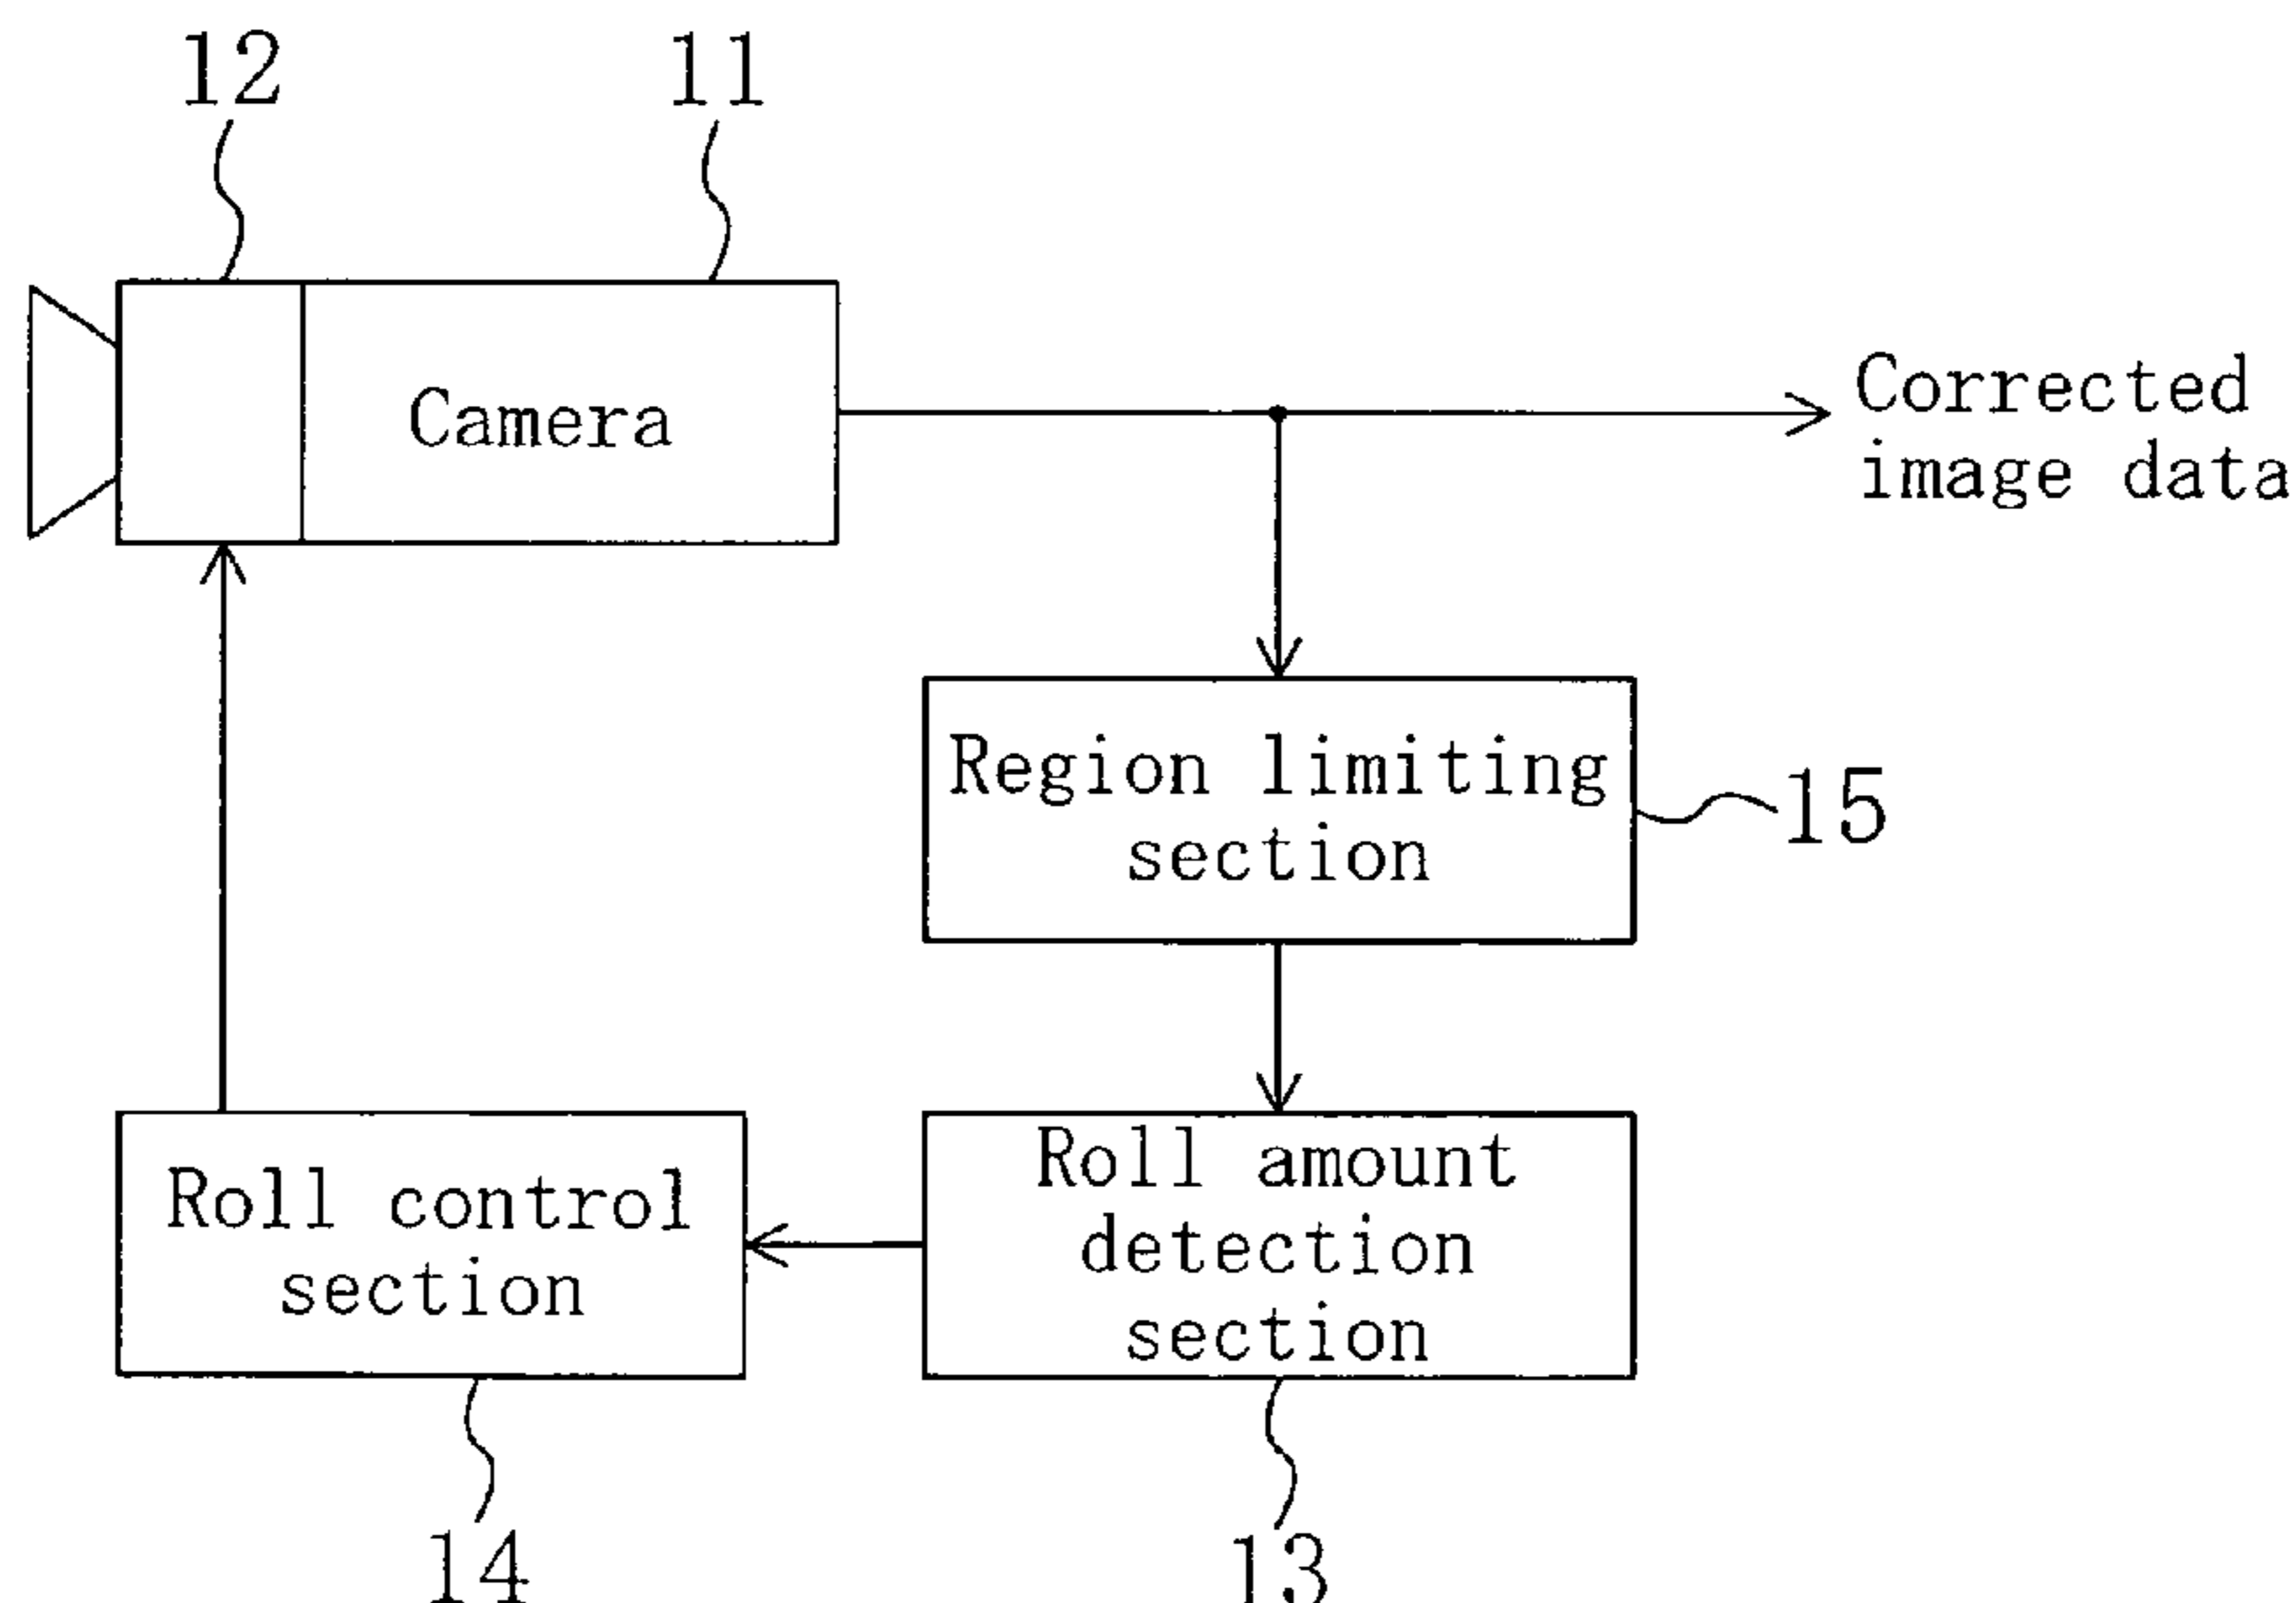 12
11
Camera
Corrected
image data
Region limiting
section
15
Roll control
section
Roll amount
detection
section
14
13